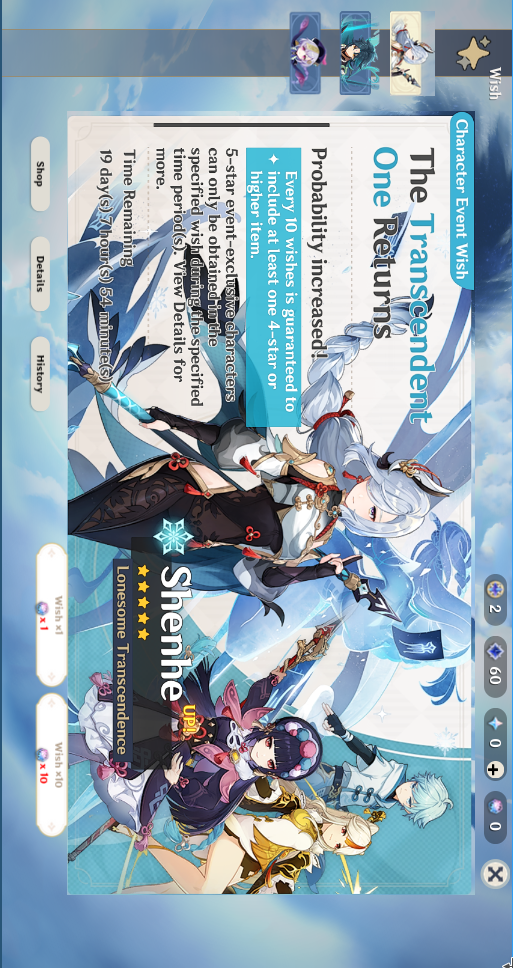 Wish
2
60
0
0
Character Event Wish
The Transcendent
One Returns
Probability increased!
Every 10 wishes is guaranteed to
include at least one 4-star or
higher item.
5-star event-exclusive characters
can only be obtained in the
specified wish during the specified
time period(s). View Details for
more.
Time Remaining
19 day(s) 7 hour(s) 54 minute(s)
Shenhe
UP!
Lonesome Transcendence
Shop
Details
History
Wish ×1
x 1
Wish ×10
x 10